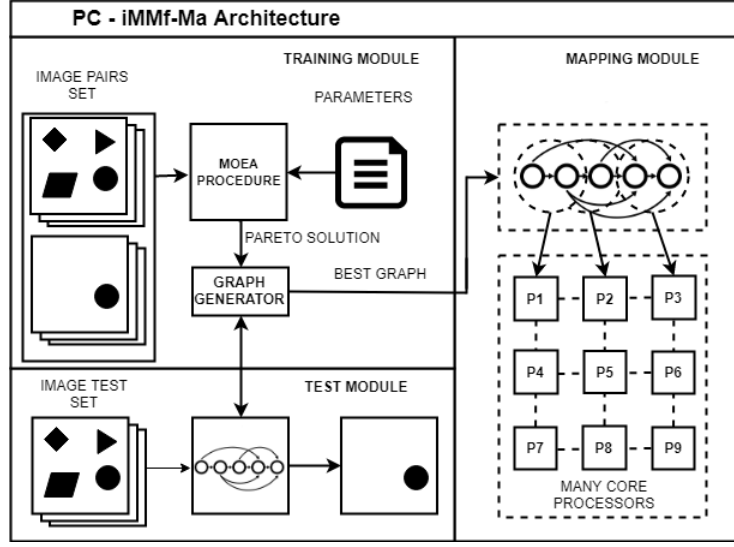 PC - iMMf-Ma Architecture
TRAINING MODULE
IMAGE PAIRS
SET
PARAMETERS
MOEA
PROCEDURE
PARETO SOLUTION
GRAPH
GENERATOR
BEST GRAPH
MAPPING MODULE
P1
P2
P3
P4
P5
P6
P7
P8
P9
MANY CORE
PROCESSORS
TEST MODULE
IMAGE TEST
SET